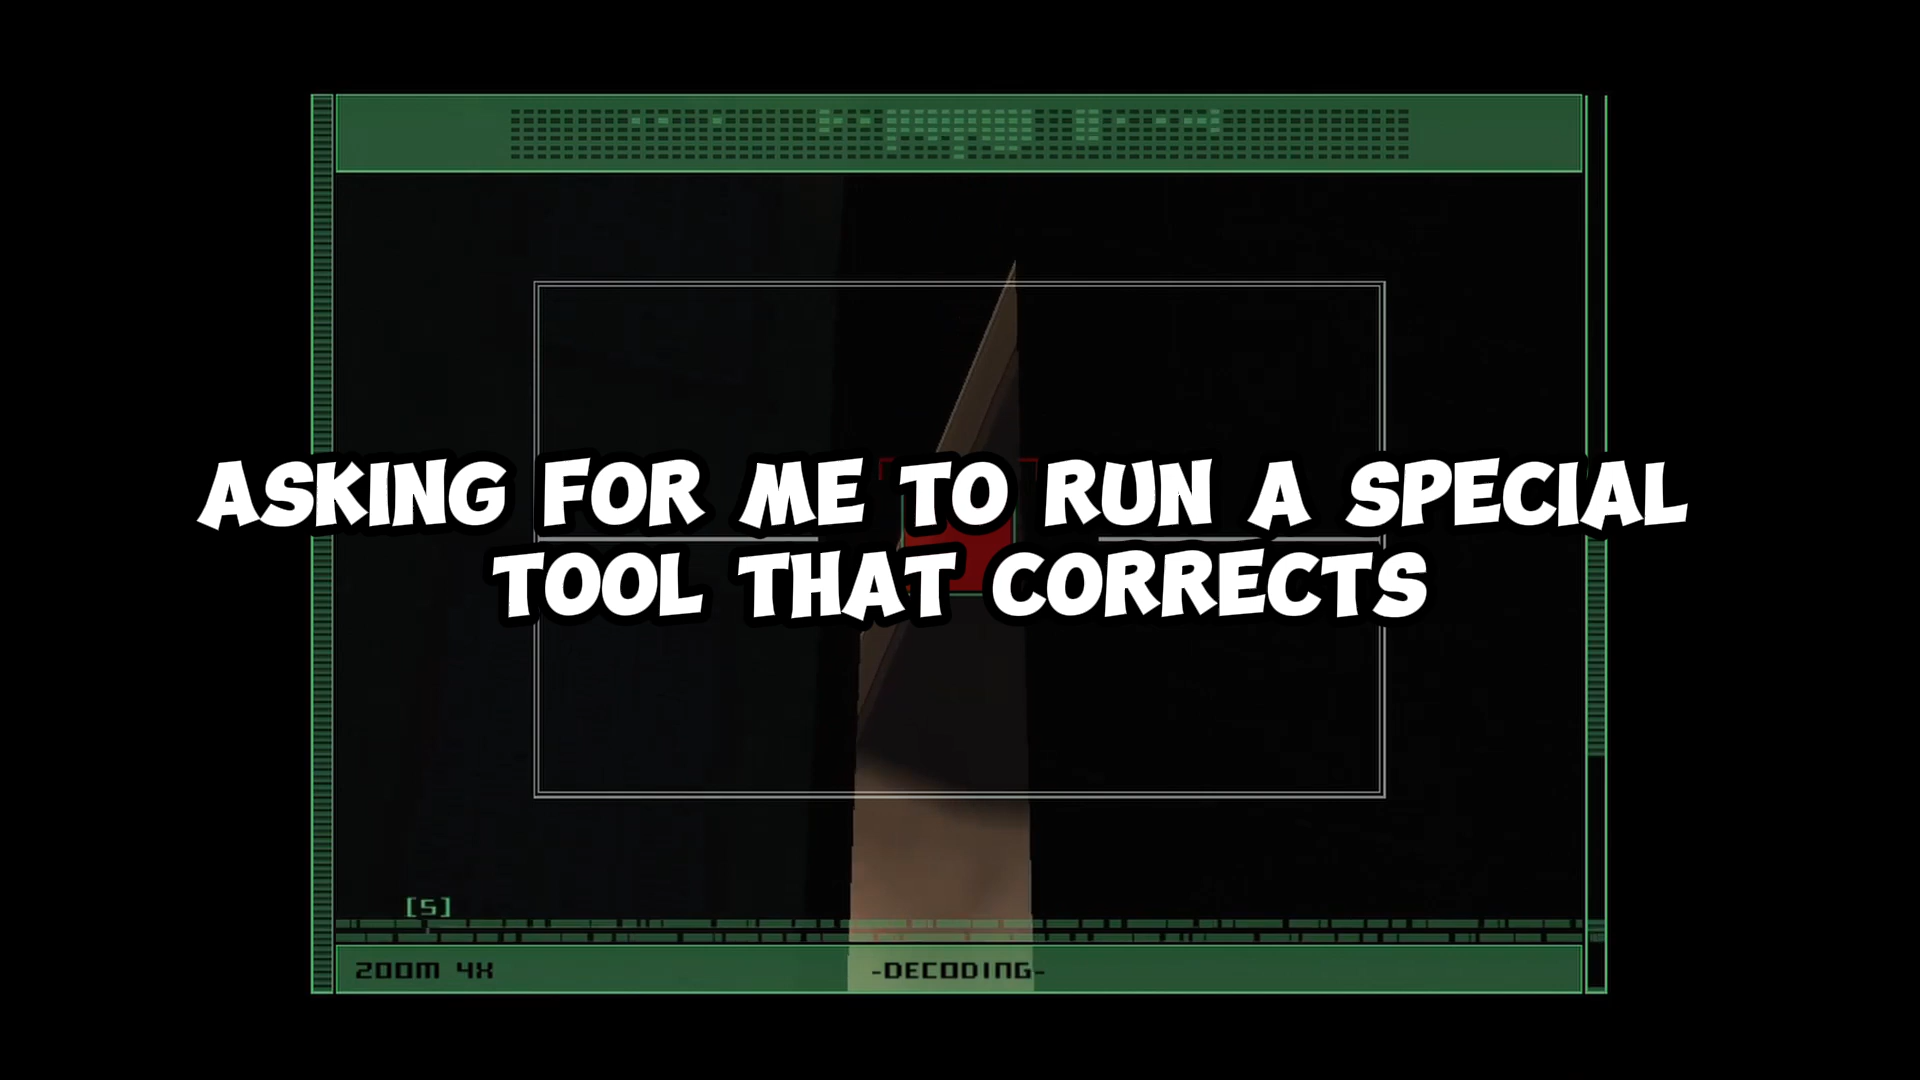 ASKING FOR ME TO RUN A SPECIAL
TOOL THAT CORRECTS
[5]
ZOOM 4X
-DECODING-